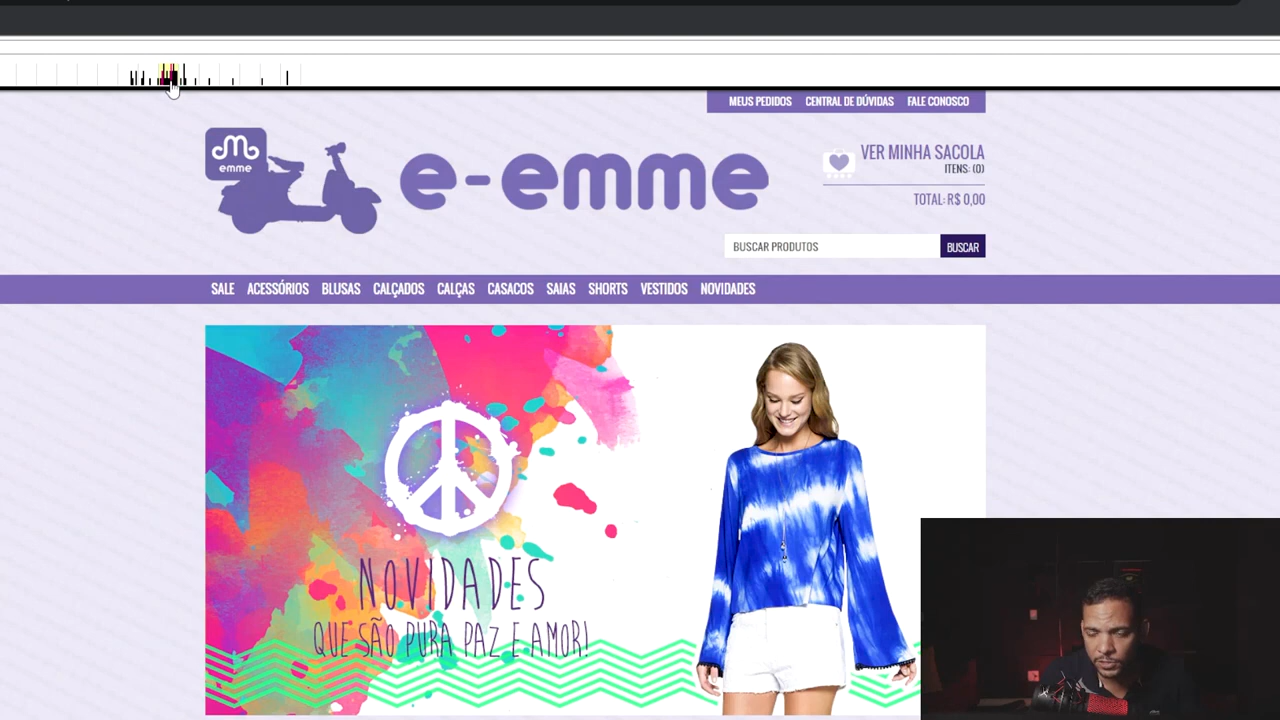 MEUS PEDIDOS CENTRAL DE DÚVIDAS FALE CONOSCO
emme
e-emme
VER MINHA SACOLA
ITENS: (0)
TOTAL: R$ 0,00
BUSCAR PRODUTOS BUSCAR
SALE ACESSÓRIOS BLUSAS CALÇADOS CALÇAS CASACOS SAIAS SHORTS VESTIDOS NOVIDADES
NOVIDADES
QUE SÃO PURA PAZ E AMOR!